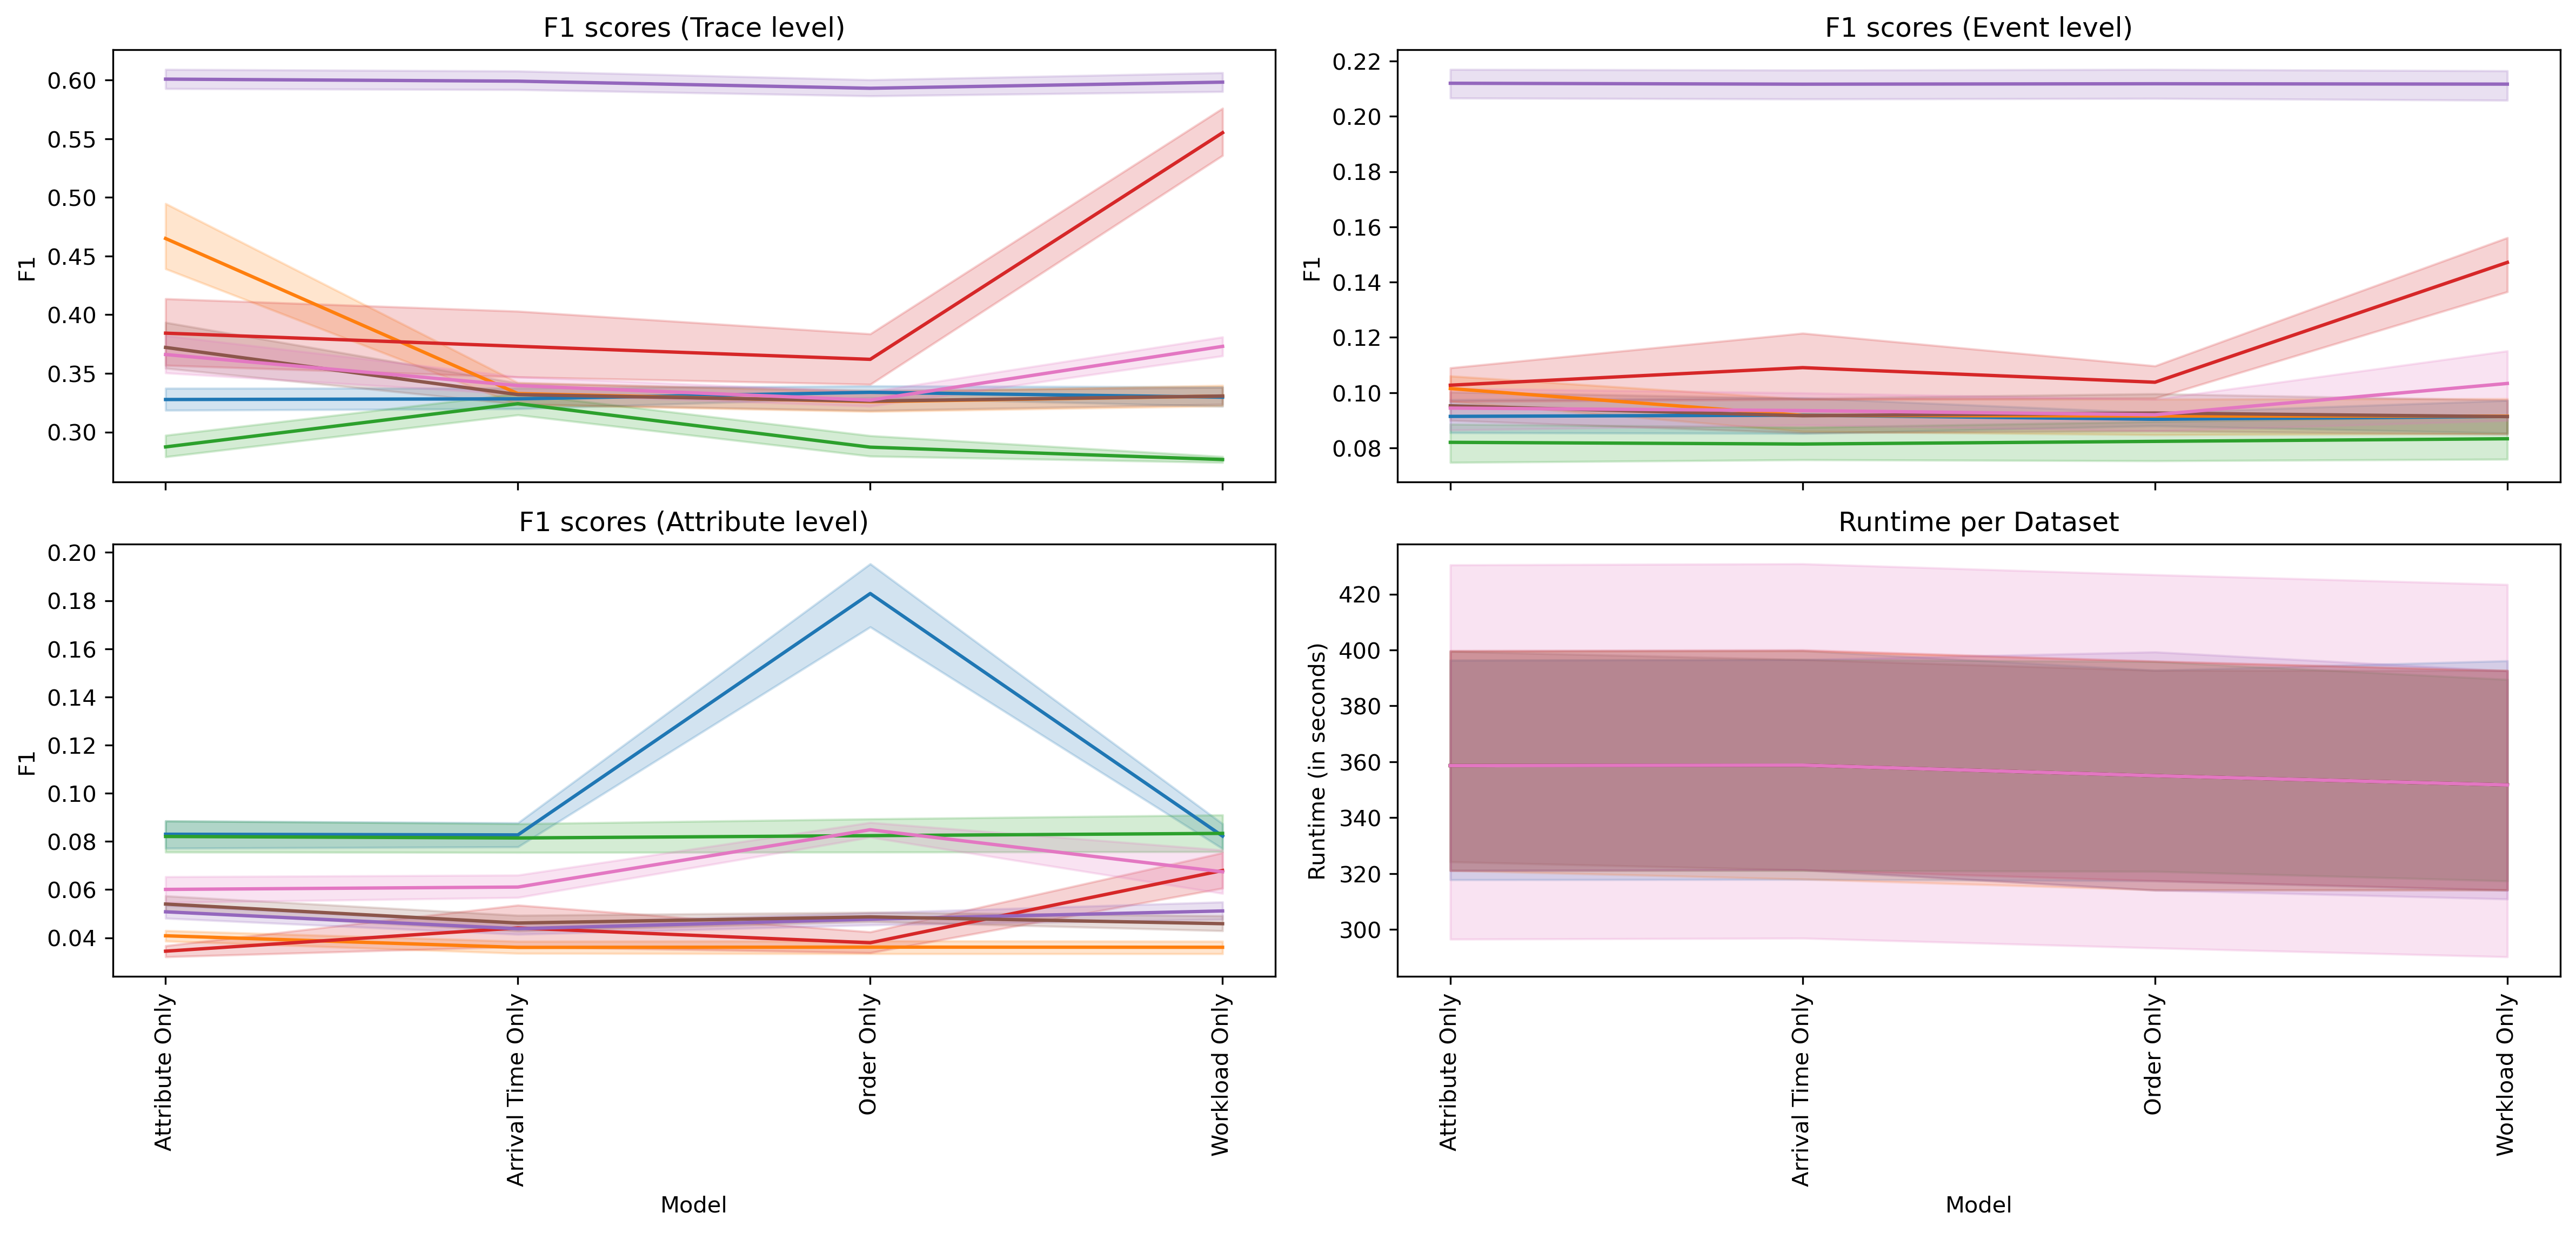 F1 scores (Trace level)
F1
0.60
0.55
0.50
0.45
0.40
0.35
0.30
F1 scores (Event level)
F1
0.22
0.20
0.18
0.16
0.14
0.12
0.10
0.08
F1 scores (Attribute level)
F1
0.20
0.18
0.16
0.14
0.12
0.10
0.08
0.06
0.04
Attribute Only
Arrival Time Only
Order Only
Workload Only
Model
Runtime per Dataset
Runtime (in seconds)
420
400
380
360
340
320
300
Attribute Only
Arrival Time Only
Order Only
Workload Only
Model